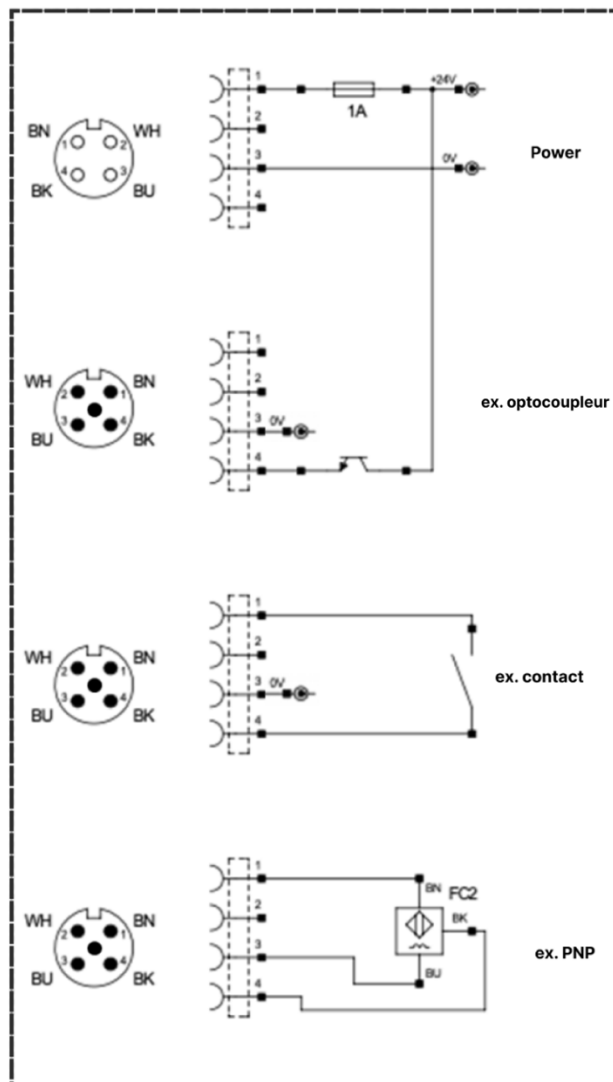 1 +24V
1A
2
BN WH
1 2
4 3
BK BU
3 0V
4
Power
1
2
WH BN
2 1
3 4
BU BK
3 0V
4
ex. optocoupleur
1
2
WH BN
2 1
3 4
BU BK
3 0V
4
ex. contact
1
BN FC2
BK
2
WH BN
2 1
3 4
BU BK
3
BU
4
ex. PNP